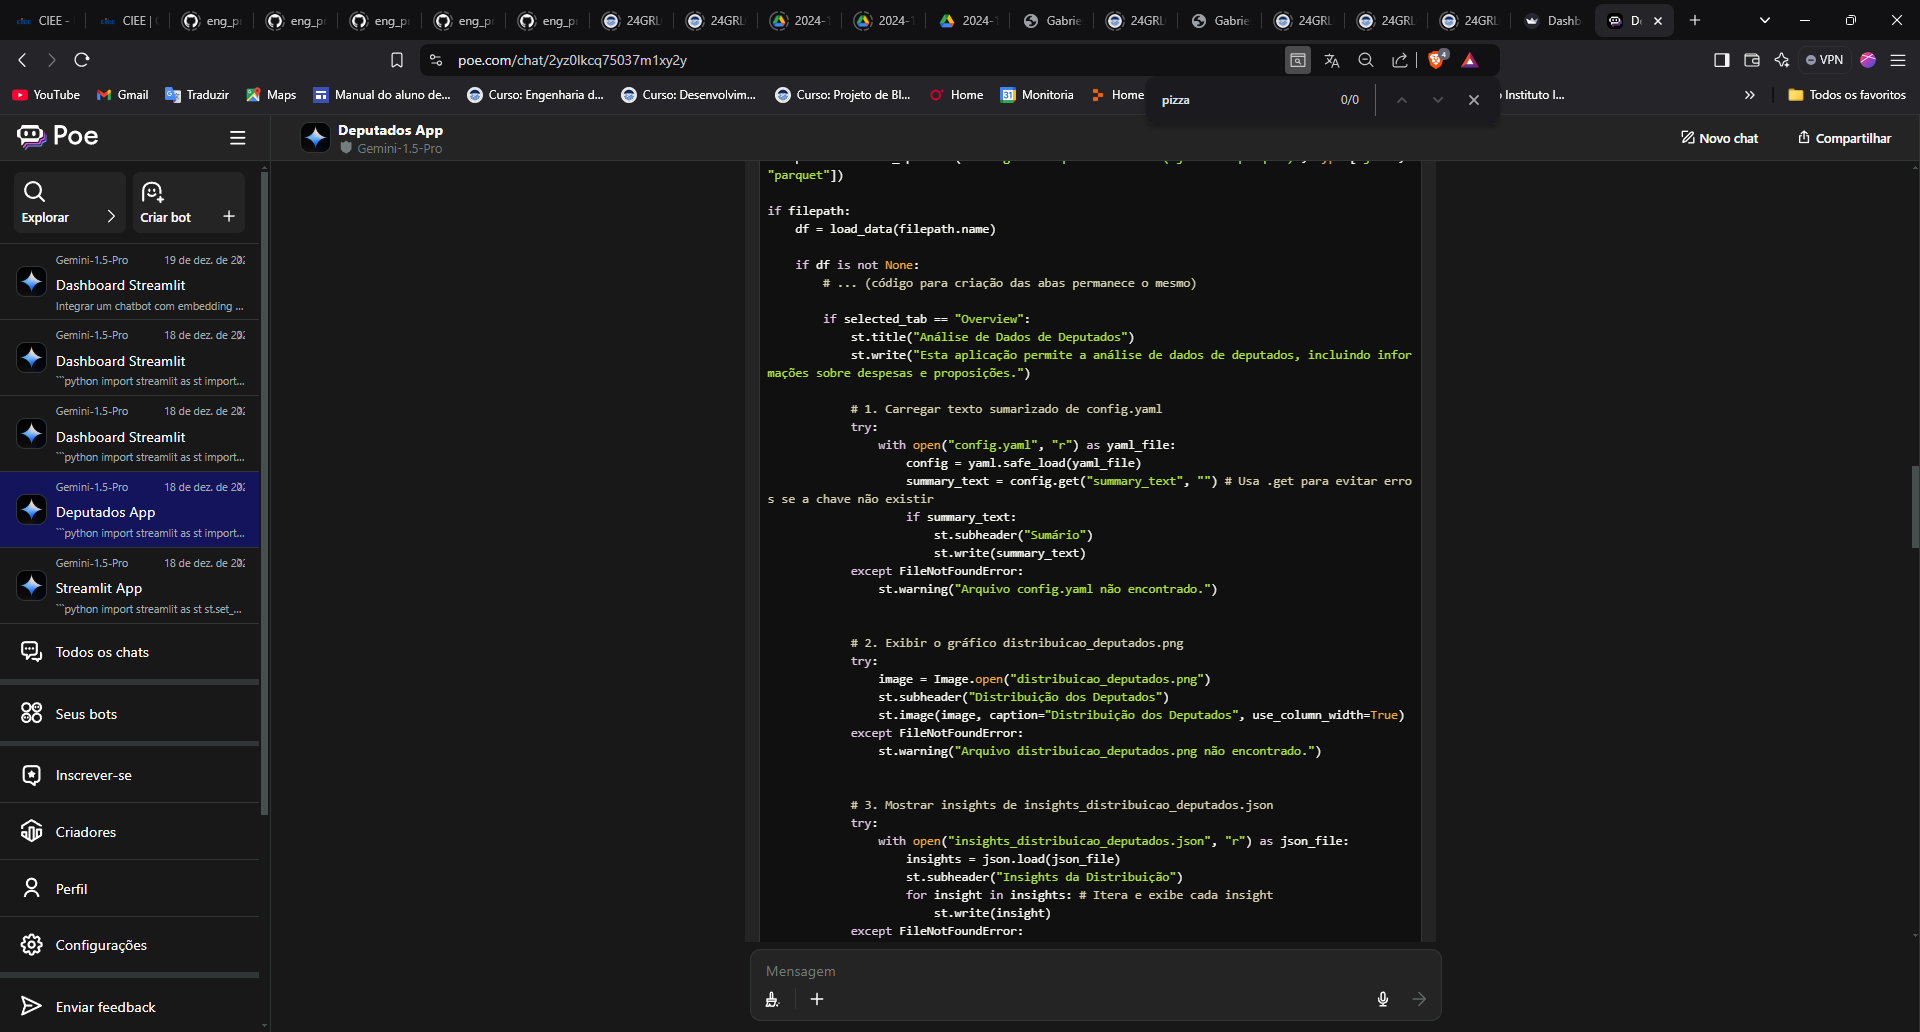 CIEE -
CIEE | (
eng_p
eng_p
eng_p
eng_p
eng_p
24GRL
24GRL
2024-
2024-
2024-
Gabrie
24GRL
Gabrie
24GRL
24GRL
24GRL
Dashb
D
poe.com/chat/2yz0lkcq75037m1xy2y
4
VPN
YouTube
Gmail
Traduzir
Maps
Manual do aluno de...
Curso: Engenharia d...
Curso: Desenvolvim...
Curso: Projeto de Bl...
Home
31
Monitoria
Home
pizza
0/0
Instituto I...
Todos os favoritos
Poe
Deputados App
Gemini-1.5-Pro
Novo chat
Compartilhar
Explorar
Criar bot
Gemini-1.5-Pro 19 de dez. de 202
Dashboard Streamlit
Integrar um chatbot com embedding ...
Gemini-1.5-Pro 18 de dez. de 202
Dashboard Streamlit
```python import streamlit as st import...
Gemini-1.5-Pro 18 de dez. de 202
Dashboard Streamlit
```python import streamlit as st import...
Gemini-1.5-Pro 18 de dez. de 202
Deputados App
```python import streamlit as st import...
Gemini-1.5-Pro 18 de dez. de 202
Streamlit App
```python import streamlit as st st.set_...
Todos os chats
Seus bots
Inscrever-se
Criadores
Perfil
Configurações
Enviar feedback
"parquet"])
if filepath:
    df = load_data(filepath.name)
    if df is not None:
        # ... (código para criação das abas permanece o mesmo)
        if selected_tab == "Overview":
            st.title("Análise de Dados de Deputados")
            st.write("Esta aplicação permite a análise de dados de deputados, incluindo infor
mações sobre despesas e proposições.")
            # 1. Carregar texto sumarizado de config.yaml
            try:
                with open("config.yaml", "r") as yaml_file:
                    config = yaml.safe_load(yaml_file)
                    summary_text = config.get("summary_text", "") # Usa .get para evitar erro
s se a chave não existir
                    if summary_text:
                        st.subheader("Sumário")
                        st.write(summary_text)
            except FileNotFoundError:
                st.warning("Arquivo config.yaml não encontrado.")
            # 2. Exibir o gráfico distribuicao_deputados.png
            try:
                image = Image.open("distribuicao_deputados.png")
                st.subheader("Distribuição dos Deputados")
                st.image(image, caption="Distribuição dos Deputados", use_column_width=True)
            except FileNotFoundError:
                st.warning("Arquivo distribuicao_deputados.png não encontrado.")
            # 3. Mostrar insights de insights_distribuicao_deputados.json
            try:
                with open("insights_distribuicao_deputados.json", "r") as json_file:
                    insights = json.load(json_file)
                    st.subheader("Insights da Distribuição")
                    for insight in insights: # Itera e exibe cada insight
                        st.write(insight)
            except FileNotFoundError:
Mensagem